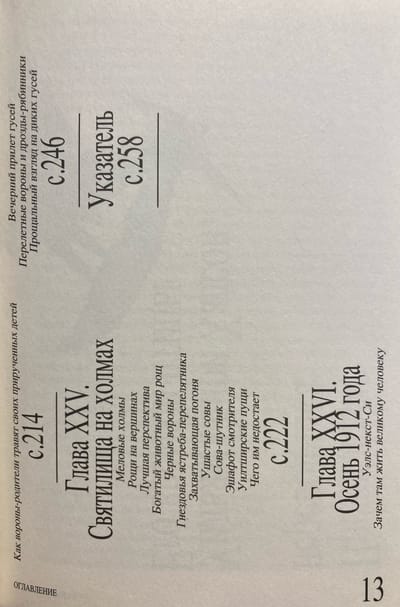 Как вороны-родители травят своих прирученных детей
с.214
Глава XXV.
Святилища на холмах
Меловые холмы
Рощи на вершинах
Лучшая перспектива
Богатый животный мир рощ
Черные вороны
Гнездовья ястреба-перепелятника
Захватывающая погоня
Ушастые совы
Сова-шутник
Эшафот смотрителя
Уилтширские пущи
Чего им недостает
с.222
Глава XXVI.
Осень 1912 года
Уэлс-некст-Си
Зачем там жить великому человеку
Вечерний прилет гусей
Перелетные вороны и дрозды-рябинники
Прощальный взгляд на диких гусей
с.246
Указатель
с.258
ОГЛАВЛЕНИЕ
13